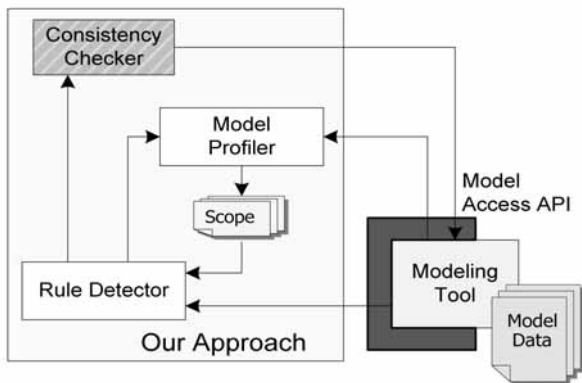 Consistency
Checker
Model
Profiler
Scope
Model
Access API
Rule Detector
Modeling
Tool
Model
Data
Our Approach